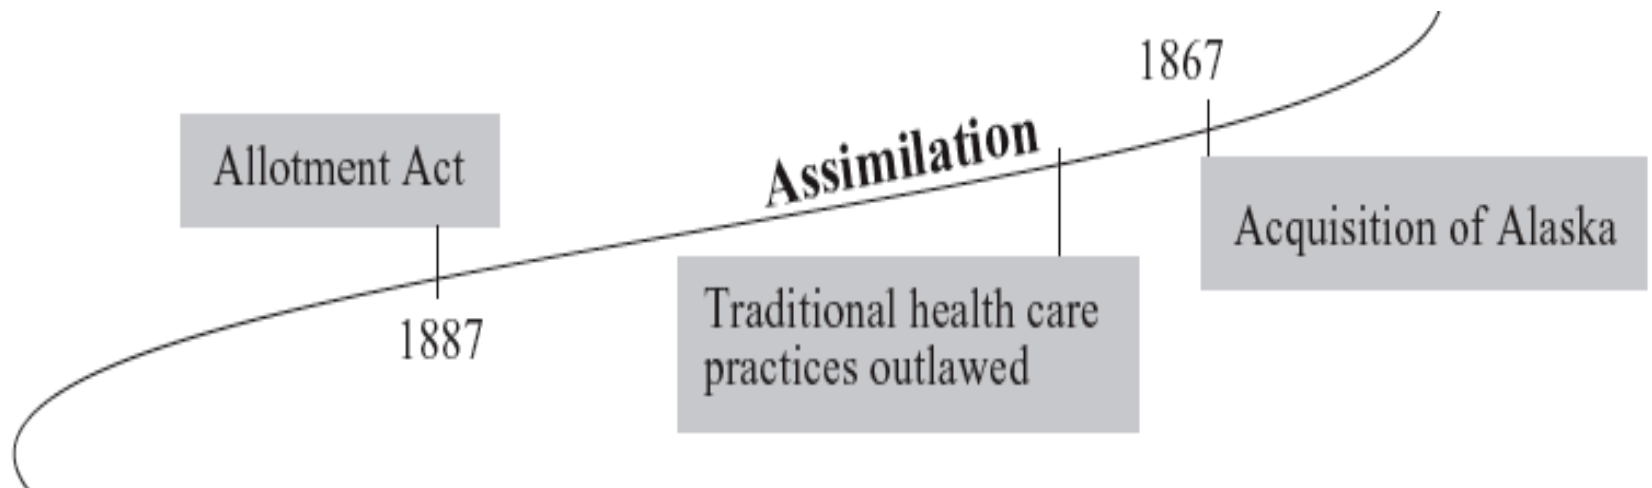 1867
Allotment Act
Assimilation
Acquisition of Alaska
Traditional health care
practices outlawed
1887